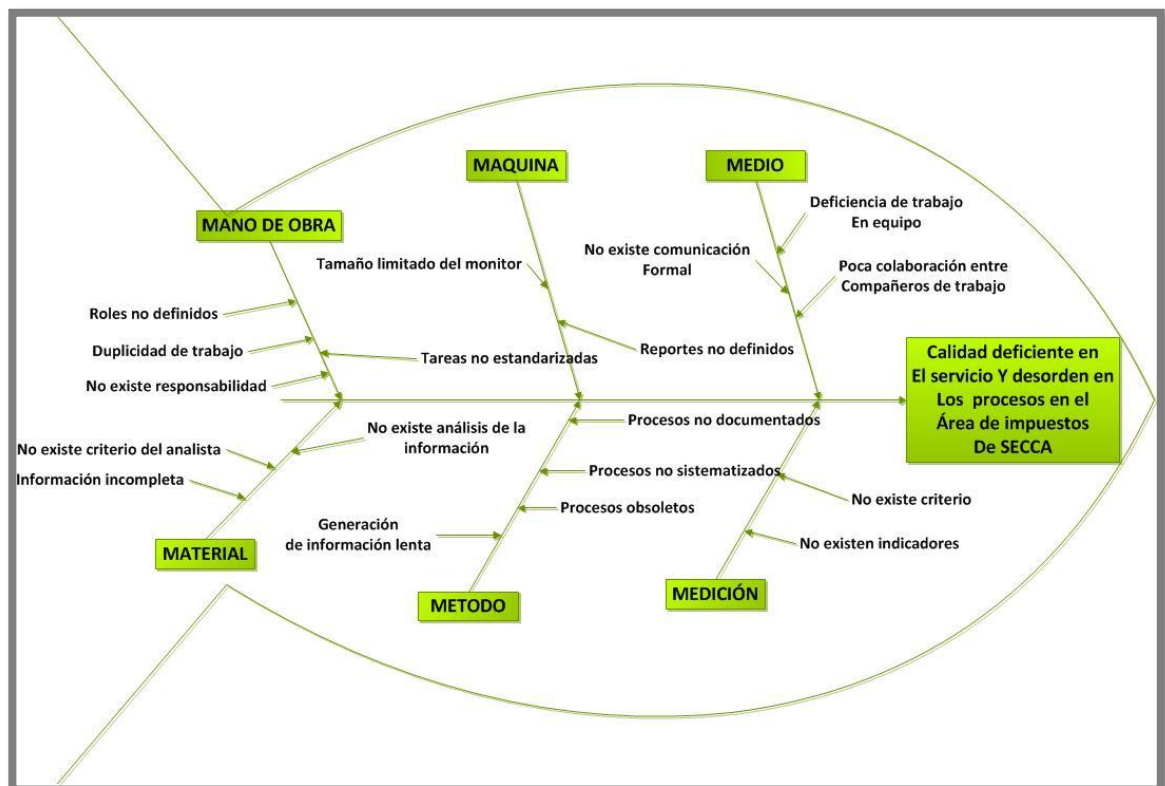 MAQUINA
MEDIO
MANO DE OBRA
Deficiencia de trabajo
En equipo
No existe comunicación
Formal
Tamaño limitado del monitor
Poca colaboración entre
Compañeros de trabajo
Roles no definidos
Duplicidad de trabajo
Tareas no estandarizadas
Reportes no definidos
No existe responsabilidad
Calidad deficiente en
El servicio Y desorden en
Los procesos en el
Área de impuestos
De SECCA
No existe análisis de la
información
Procesos no documentados
No existe criterio del analista
Información incompleta
Procesos no sistematizados
No existe criterio
Procesos obsoletos
Generación
de información lenta
No existen indicadores
MATERIAL
METODO
MEDICIÓN